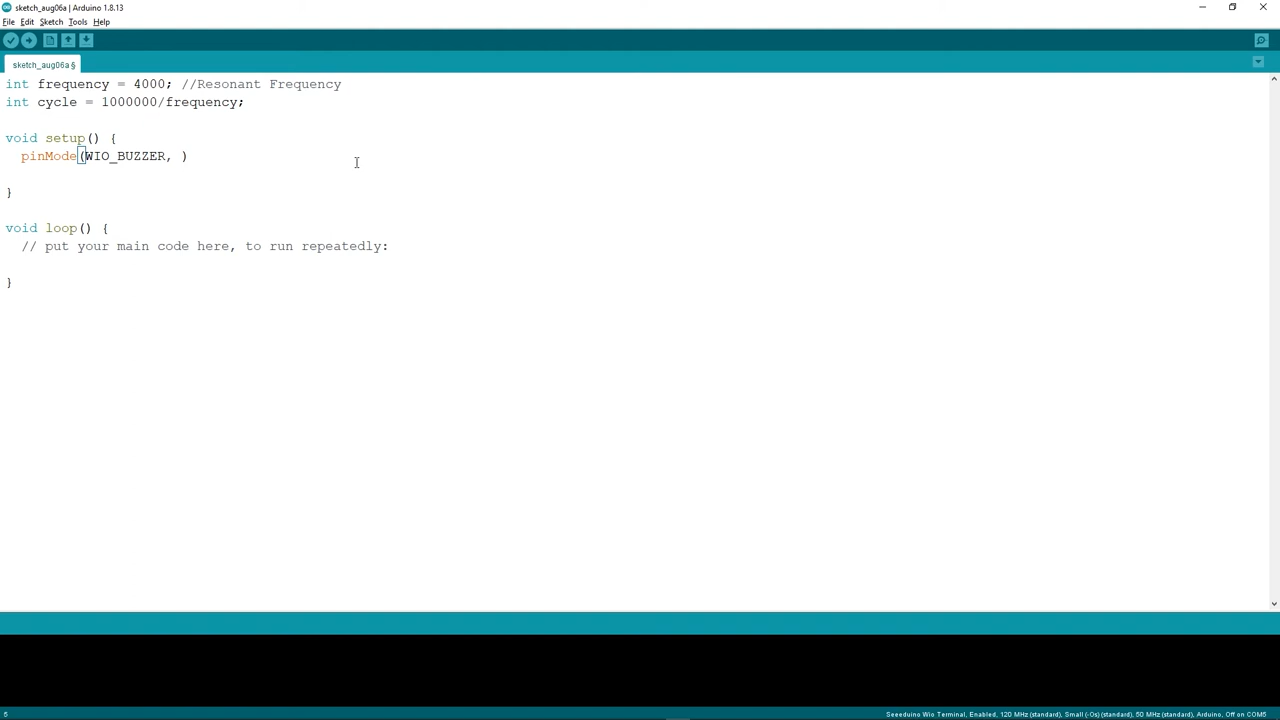 sketch_aug06a | Arduino 1.8.13
File Edit Sketch Tools Help
sketch_aug06a §
int frequency = 4000; //Resonant Frequency
int cycle = 1000000/frequency;
void setup() {
  pinMode(WIO_BUZZER, )
}
void loop() {
  // put your main code here, to run repeatedly:
}
5
Seeeduino Wio Terminal, Enabled, 120 MHz (standard), Small (-Os) (standard), 50 MHz (standard), Arduino, Off on COM5